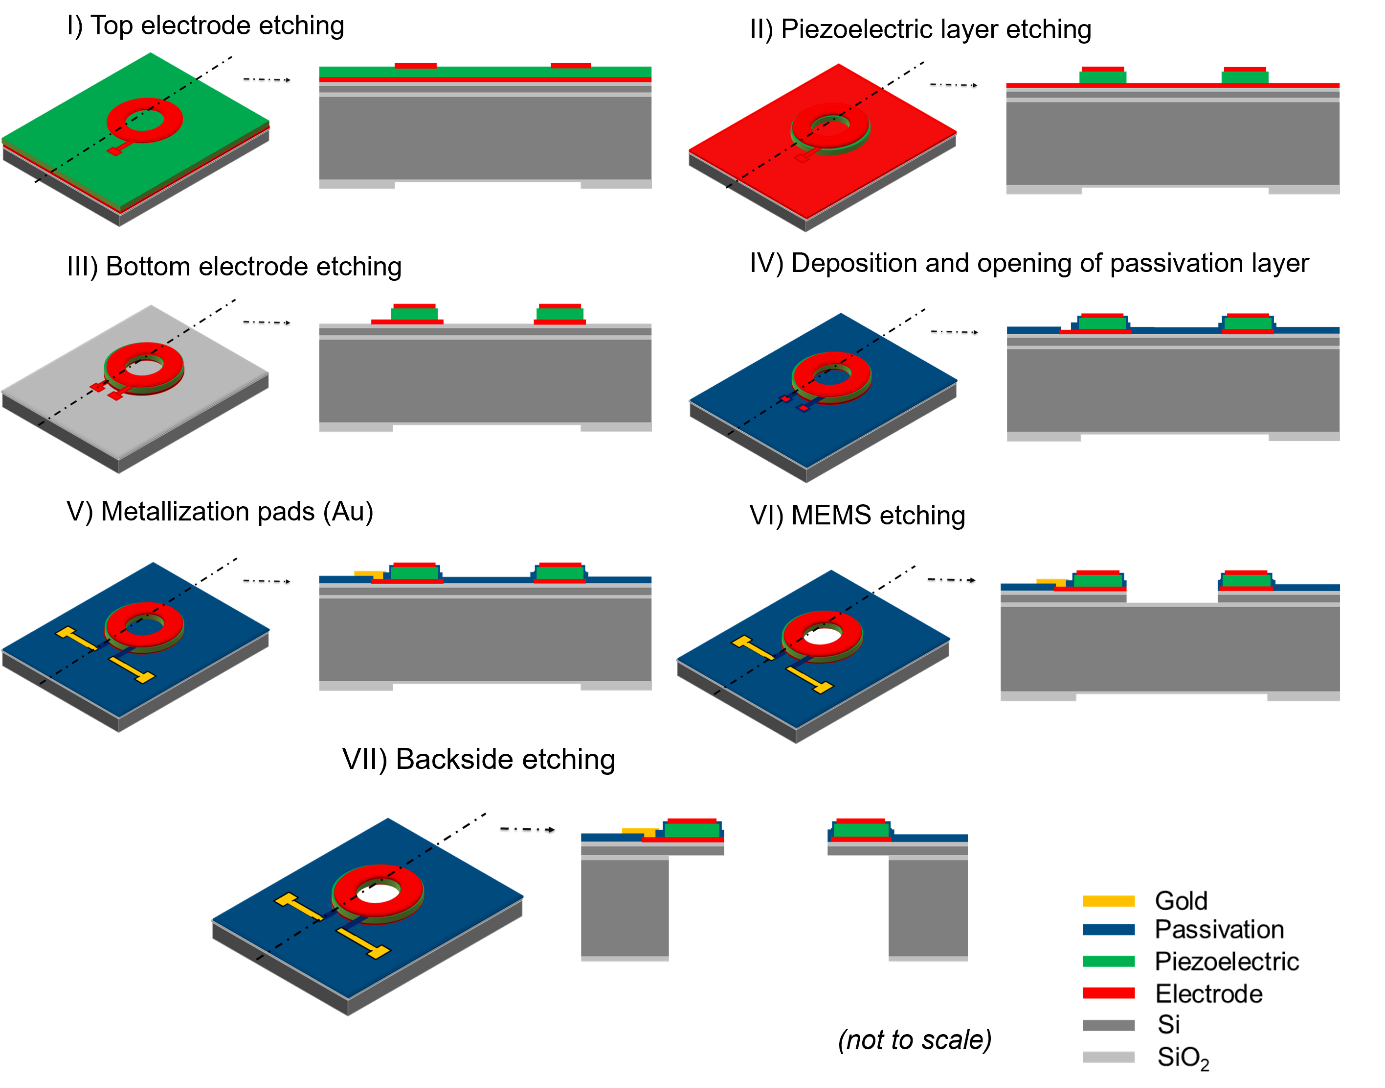 I) Top electrode etching
II) Piezoelectric layer etching
III) Bottom electrode etching
IV) Deposition and opening of passivation layer
V) Metallization pads (Au)
VI) MEMS etching
VII) Backside etching
Gold
Passivation
Piezoelectric
Electrode
Si
SiO₂
(not to scale)